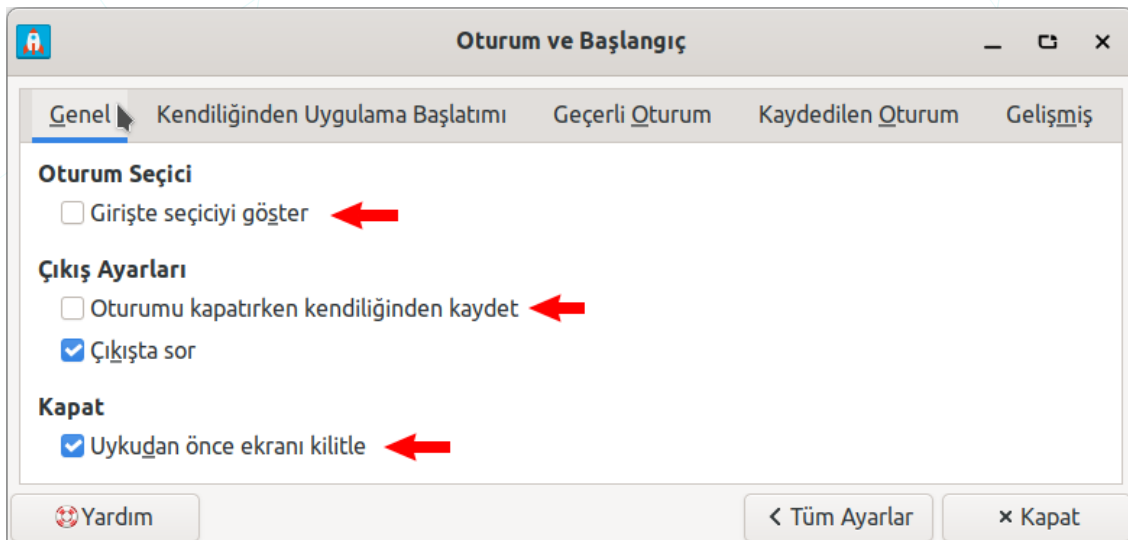 Oturum ve Başlangıç
Genel Kendiliğinden Uygulama Başlatımı Geçerli Oturum Kaydedilen Oturum Gelişmiş
Oturum Seçici
Girişte seçiciyi göster
Çıkış Ayarları
Oturumu kapatırken kendiliğinden kaydet
Çıkışta sor
Kapat
Uykudan önce ekranı kilitle
Yardım Tüm Ayarlar Kapat